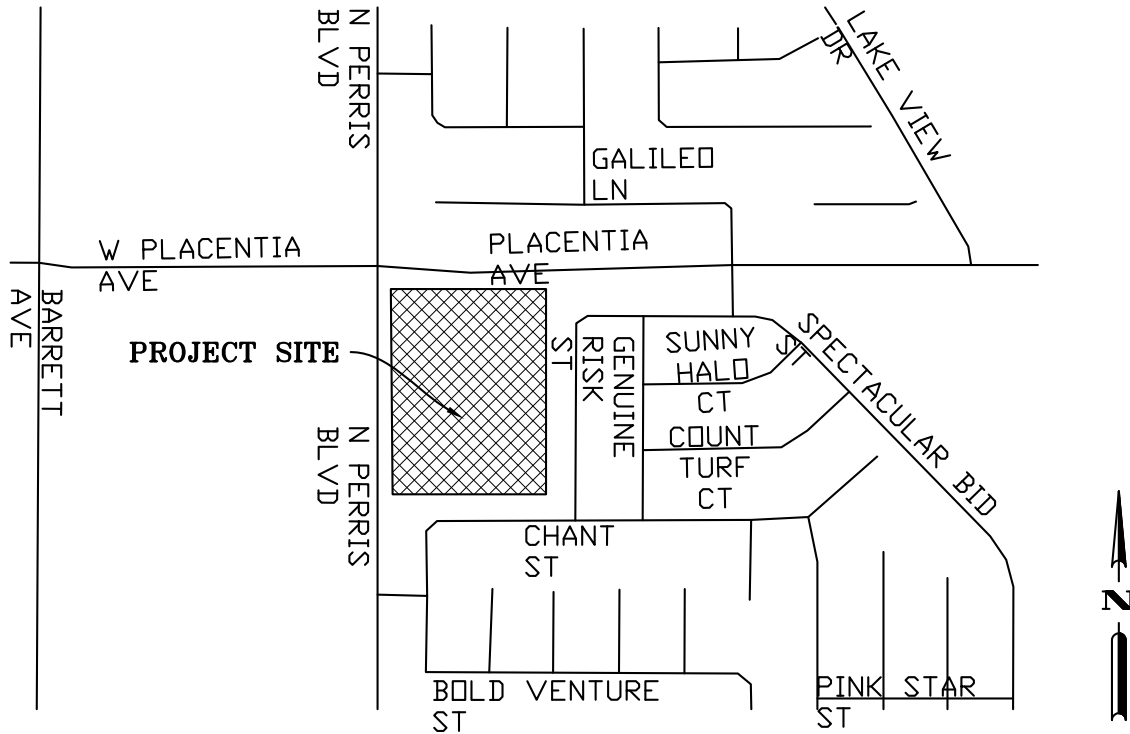 N PERRIS
BLVD
LAKE VIEW
DR
GALILEO
LN
W PLACENTIA
AVE
PLACENTIA
AVE
BARRETT
AVE
PROJECT SITE
RISK
ST
GENUINE
SUNNY
HALO
CT
SPECTACULAR BID
ST
COUNT
TURF
CT
N PERRIS
BLVD
CHANT
ST
N
BOLD VENTURE
ST
PINK STAR
ST